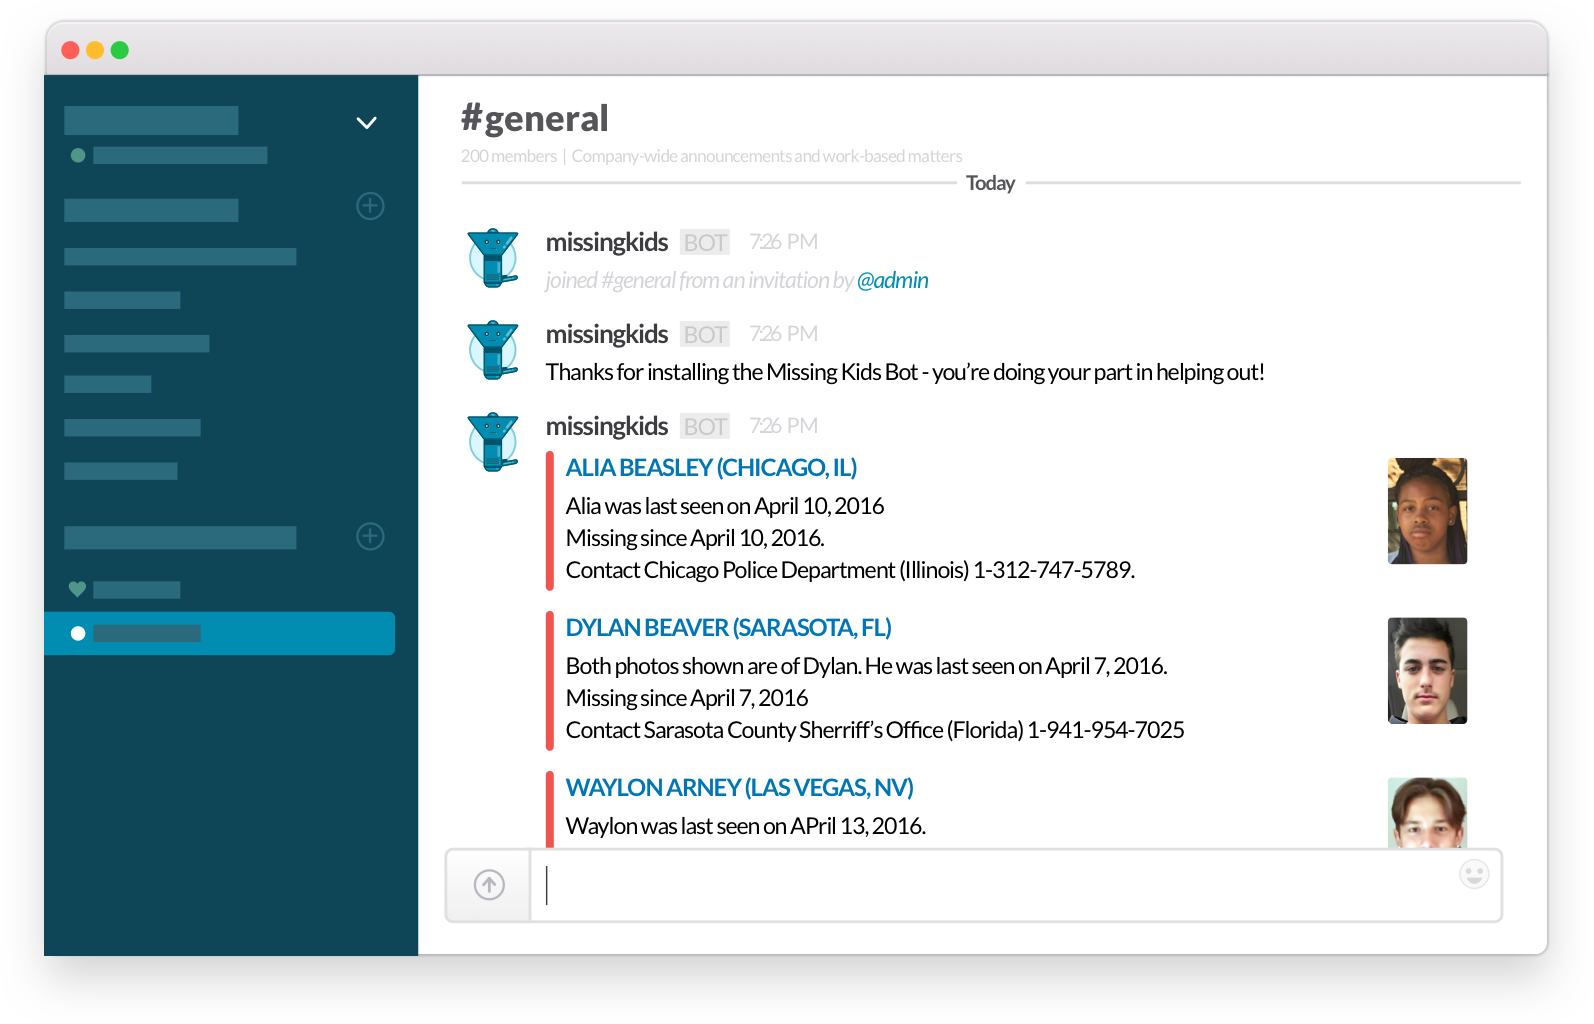 #general
200 members | Company-wide announcements and work-based matters
Today
missingkids BOT 7:26 PM
joined #general from an invitation by @admin
missingkids BOT 7:26 PM
Thanks for installing the Missing Kids Bot - you’re doing your part in helping out!
missingkids BOT 7:26 PM
ALIA BEASLEY (CHICAGO, IL)
Alia was last seen on April 10, 2016
Missing since April 10, 2016.
Contact Chicago Police Department (Illinois) 1-312-747-5789.
DYLAN BEAVER (SARASOTA, FL)
Both photos shown are of Dylan. He was last seen on April 7, 2016.
Missing since April 7, 2016
Contact Sarasota County Sherriff’s Office (Florida) 1-941-954-7025
WAYLON ARNEY (LAS VEGAS, NV)
Waylon was last seen on APril 13, 2016.